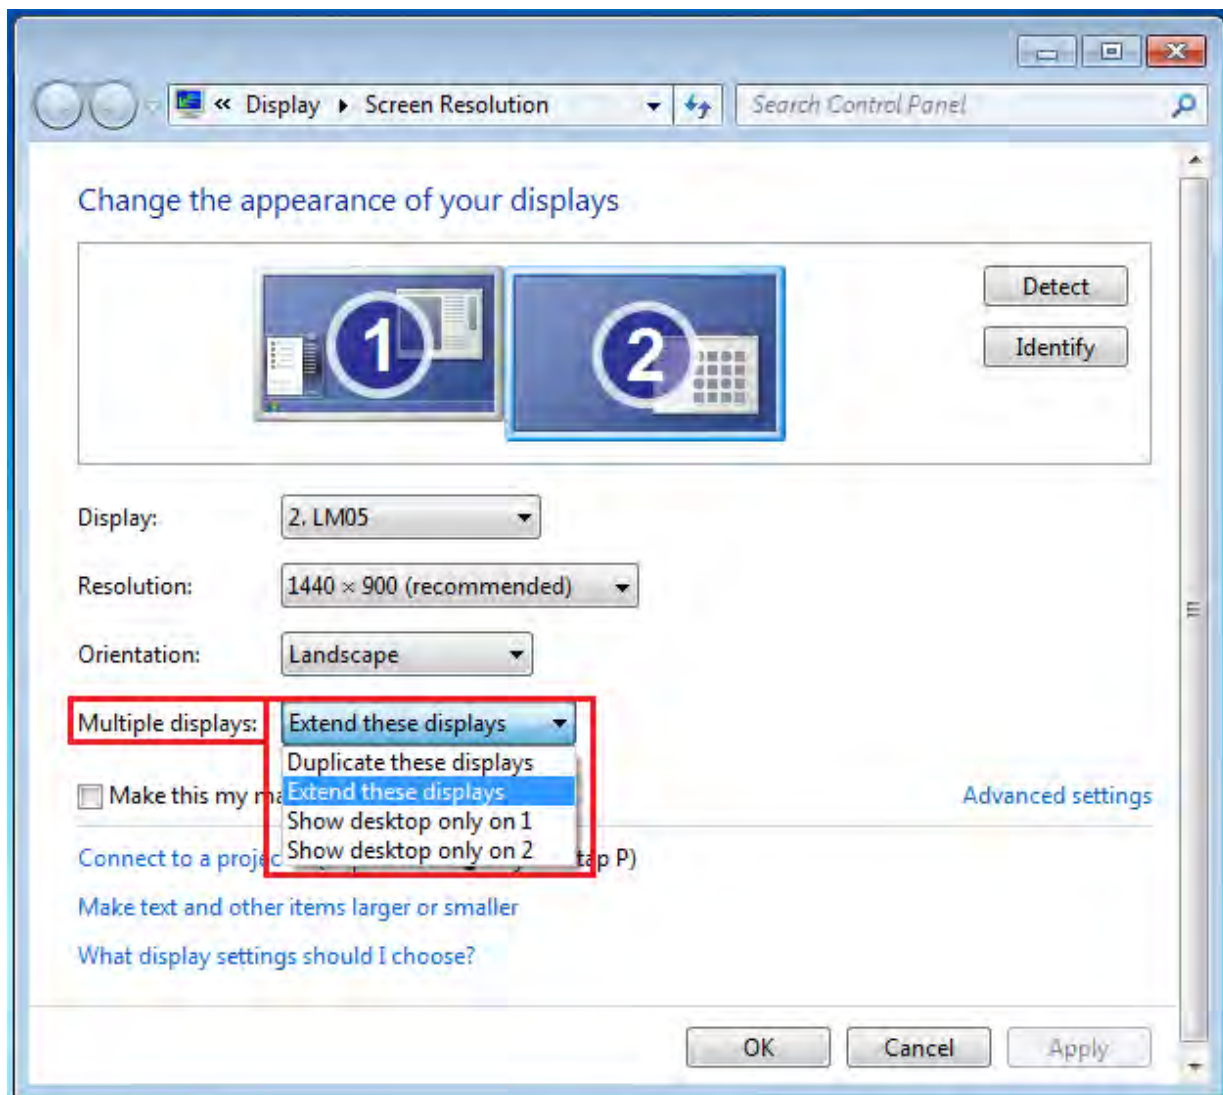 « Display ▸ Screen Resolution
Search Control Panel
Change the appearance of your displays
1
2
Detect
Identify
Display: 2. LM05
Resolution: 1440 × 900 (recommended)
Orientation: Landscape
Multiple displays: Extend these displays
Duplicate these displays
Extend these displays
Show desktop only on 1
Show desktop only on 2
Make this my
Advanced settings
Connect to a tap P)
Make text and other items larger or smaller
What display settings should I choose?
OK
Cancel
Apply